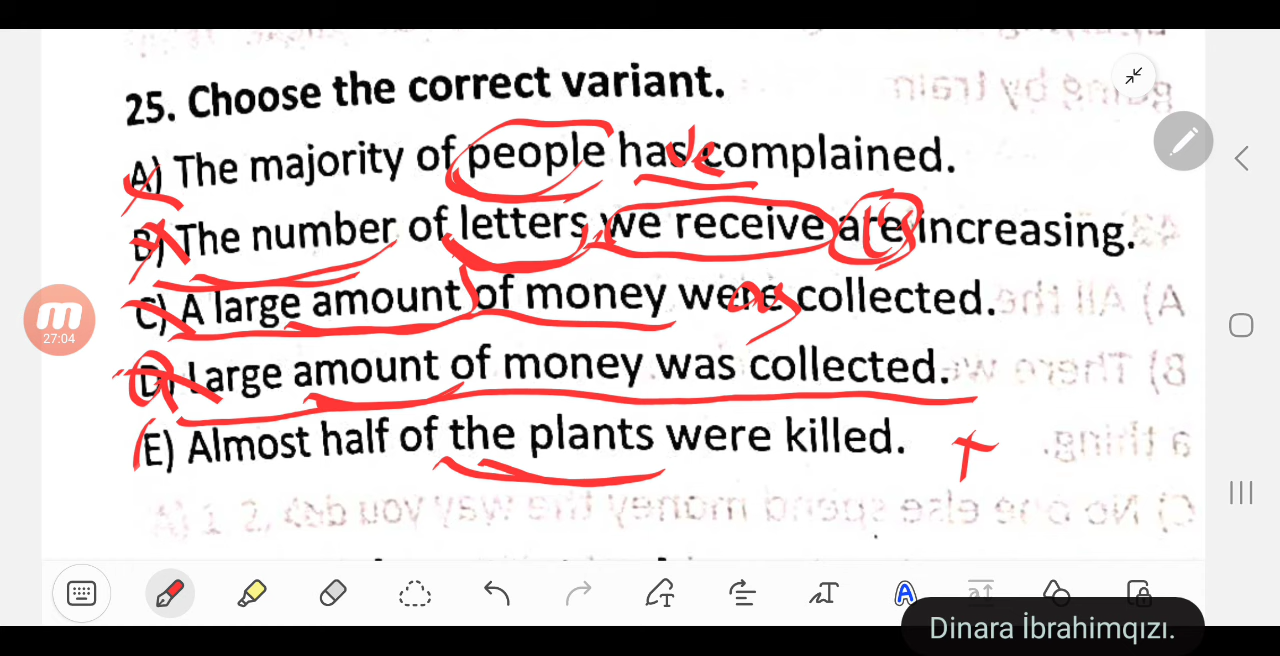 25. Choose the correct variant.
A) The majority of people has complained.
B) The number of letters we receive are increasing.
C) A large amount of money were collected.
D) Large amount of money was collected.
E) Almost half of the plants were killed.
27:04
Dinara İbrahimqızı.